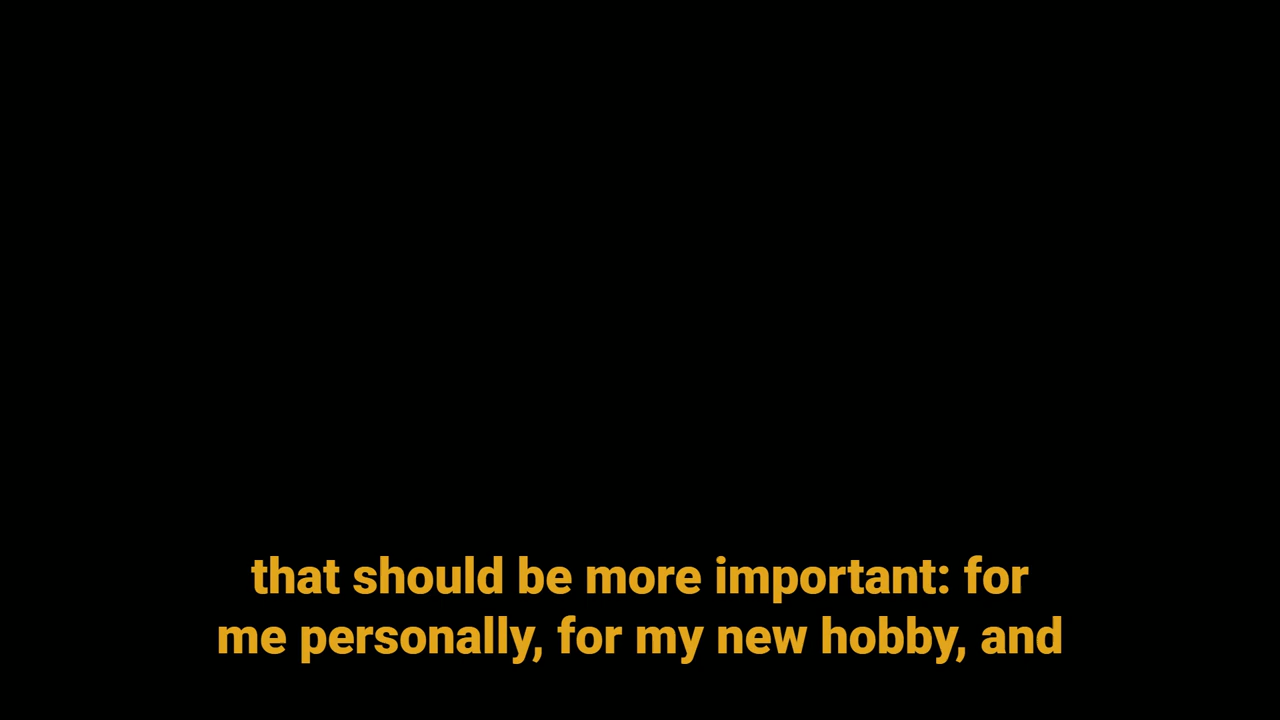 that should be more important: for
me personally, for my new hobby, and